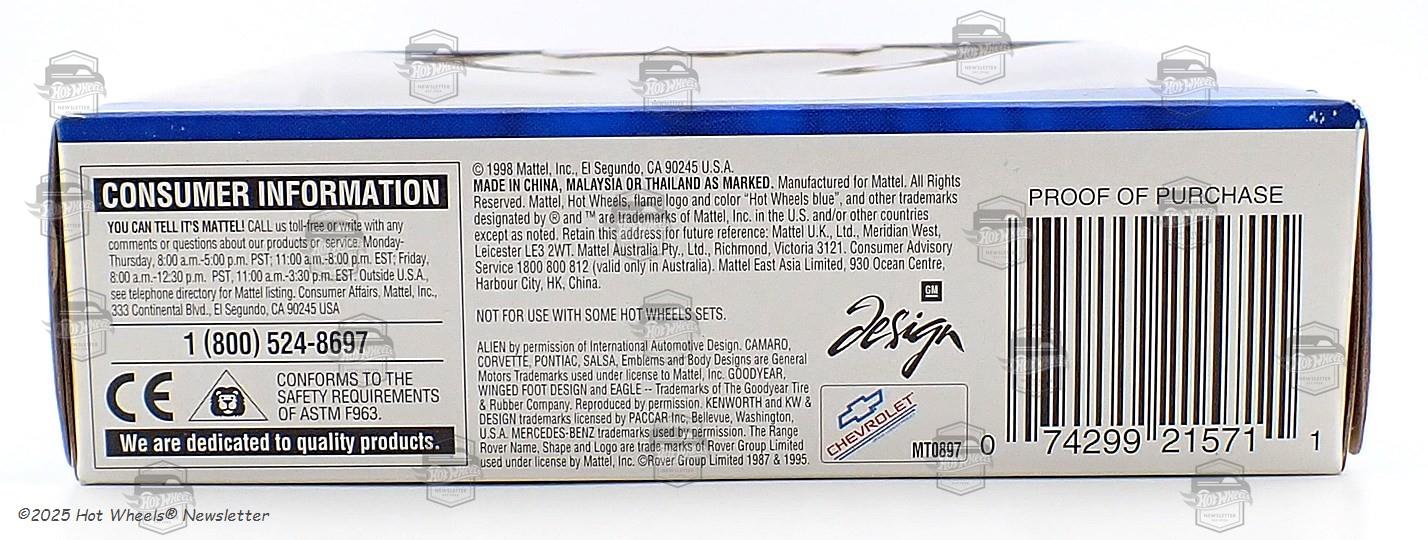 CONSUMER INFORMATION
YOU CAN TELL IT'S MATTEL! CALL us toll-free or write with any
comments or questions about our products or service. Monday-
Thursday, 8:00 a.m.-5:00 p.m. PST; 11:00 a.m.-8:00 p.m. EST; Friday,
8:00 a.m.-12:30 p.m. PST, 11:00 a.m.-3:30 p.m. EST. Outside U.S.A.,
see telephone directory for Mattel listing. Consumer Affairs, Mattel, Inc.,
333 Continental Blvd., El Segundo, CA 90245 USA
1 (800) 524-8697
CE
CONFORMS TO THE
SAFETY REQUIREMENTS
OF ASTM F963.
We are dedicated to quality products.
© 1998 Mattel, Inc., El Segundo, CA 90245 U.S.A.
MADE IN CHINA, MALAYSIA OR THAILAND AS MARKED. Manufactured for Mattel. All Rights
Reserved. Mattel, Hot Wheels, flame logo and color "Hot Wheels blue", and other trademarks
designated by ® and ™ are trademarks of Mattel, Inc. in the U.S. and/or other countries
except as noted. Retain this address for future reference: Mattel U.K., Ltd., Meridian West,
Leicester LE3 2WT. Mattel Australia Pty., Ltd., Richmond, Victoria 3121. Consumer Advisory
Service 1800 800 812 (valid only in Australia). Mattel East Asia Limited, 930 Ocean Centre,
Harbour City, HK, China.
NOT FOR USE WITH SOME HOT WHEELS SETS.
ALIEN by permission of International Automotive Design. CAMARO,
CORVETTE, PONTIAC, SALSA, Emblems and Body Designs are General
Motors Trademarks used under license to Mattel, Inc. GOODYEAR,
WINGED FOOT DESIGN and EAGLE -- Trademarks of The Goodyear Tire
& Rubber Company. Reproduced by permission. KENWORTH and KW &
DESIGN trademarks licensed by PACCAR Inc, Bellevue, Washington,
U.S.A. MERCEDES-BENZ trademarks used by permission. The Range
Rover Name, Shape and Logo are trade marks of Rover Group Limited
used under license by Mattel, Inc. ©Rover Group Limited 1987 & 1995.
GM
Design
CHEVROLET
MT0897
PROOF OF PURCHASE
0 74299 21571 1
©2025 Hot Wheels® Newsletter
HOT WHEELS
NEWSLETTER